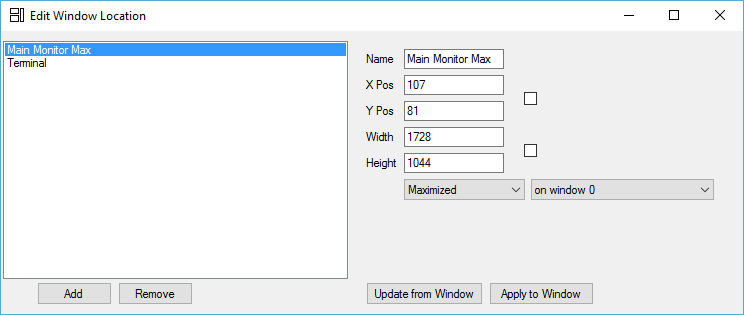 Edit Window Location
Main Monitor Max
Terminal
Name Main Monitor Max
X Pos 107
Y Pos 81
Width 1728
Height 1044
Maximized on window 0
Add Remove Update from Window Apply to Window